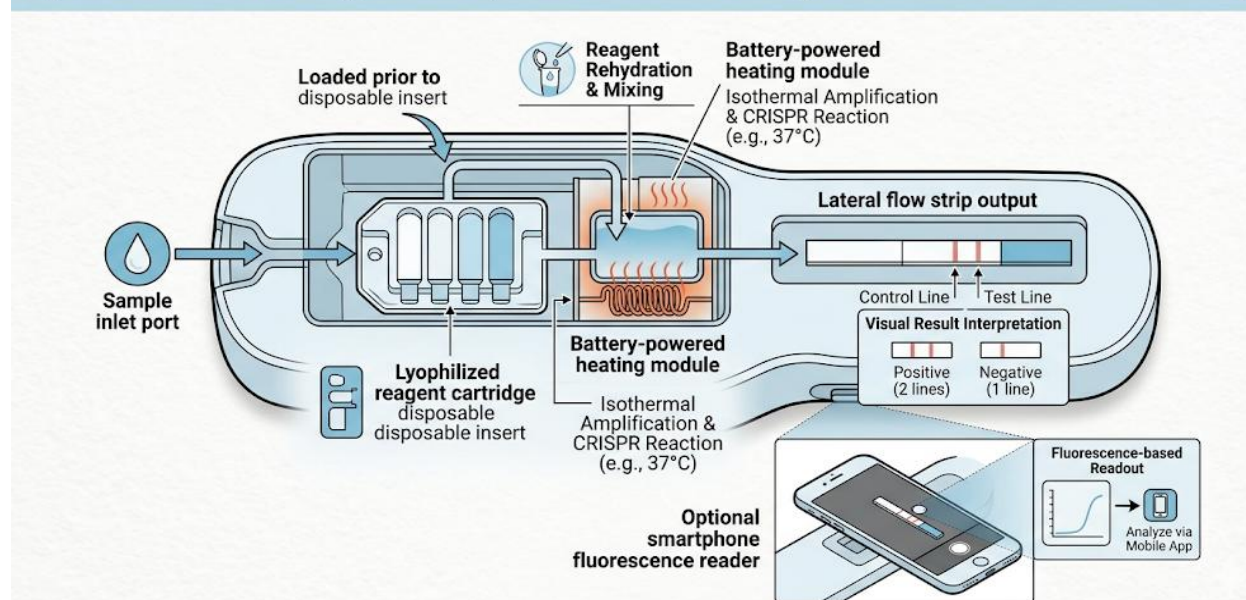 Loaded prior to
disposable insert
Reagent
Rehydration
& Mixing
Battery-powered
heating module
Isothermal Amplification
& CRISPR Reaction
(e.g., 37°C)
Sample
inlet port
Lateral flow strip output
Control Line
Test Line
Visual Result Interpretation
Positive
(2 lines)
Negative
(1 line)
Lyophilized
reagent cartridge
disposable
disposable insert
Battery-powered
heating module
Isothermal
Amplification &
CRISPR Reaction
(e.g., 37°C)
Optional
smartphone
fluorescence reader
Fluorescence-based
Readout
Analyze via
Mobile App